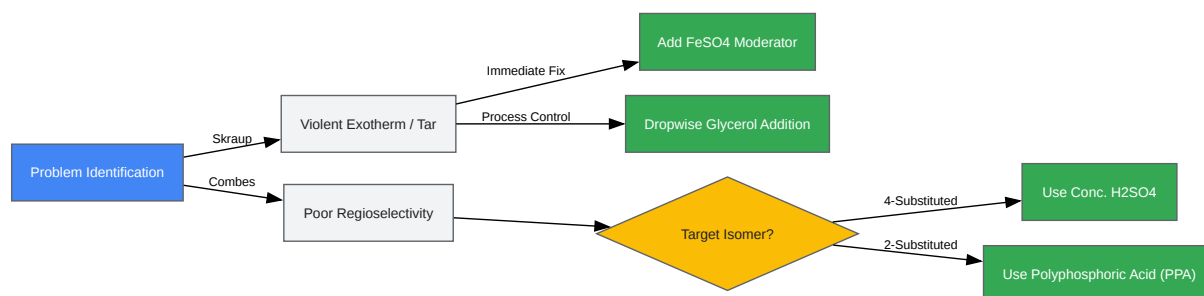 Add FeSO4 Moderator
Immediate Fix
Violent Exotherm / Tar
Process Control
Dropwise Glycerol Addition
Skraup
Problem Identification
Combes
Poor Regioselectivity
Target Isomer?
4-Substituted
Use Conc. H2SO4
2-Substituted
Use Polyphosphoric Acid (PPA)